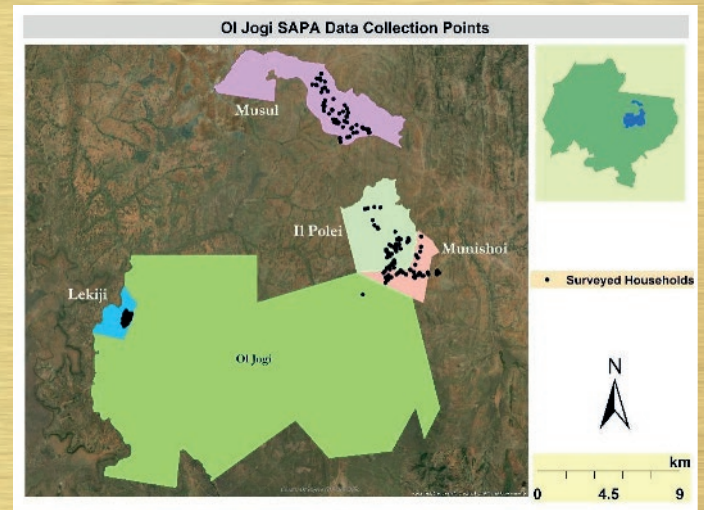 Ol Jogi SAPA Data Collection Points
Musul
Il Polei
Munishoi
Lekiji
Ol Jogi
Surveyed Households
N
km
0 4.5 9